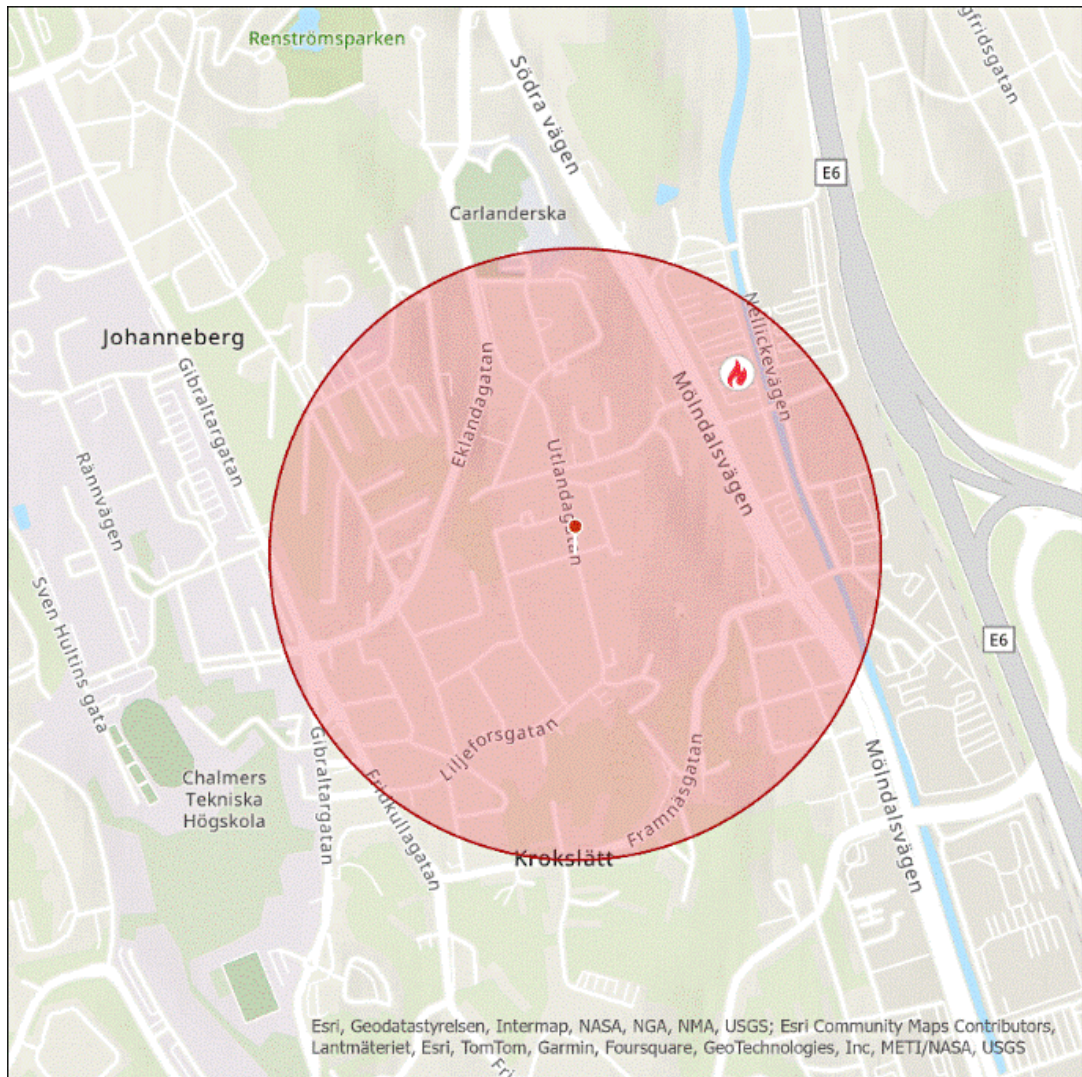 Renströmsparken
gfridsgatan
Södra vägen
E6
Carlanderska
Johanneberg
Nellickevägen
Gibraltargatan
Eklandagatan
Mölndalsvägen
Rännvägen
Utlandagatan
Sven Hultins gata
E6
Liljeforsgatan
Gibraltargatan
Chalmers
Tekniska
Högskola
Fridkullagatan
Framnäsgatan
Mölndalsvägen
Krokslätt
Esri, Geodatastyrelsen, Intermap, NASA, NGA, NMA, USGS; Esri Community Maps Contributors,
Lantmäteriet, Esri, TomTom, Garmin, Foursquare, GeoTechnologies, Inc, METI/NASA, USGS